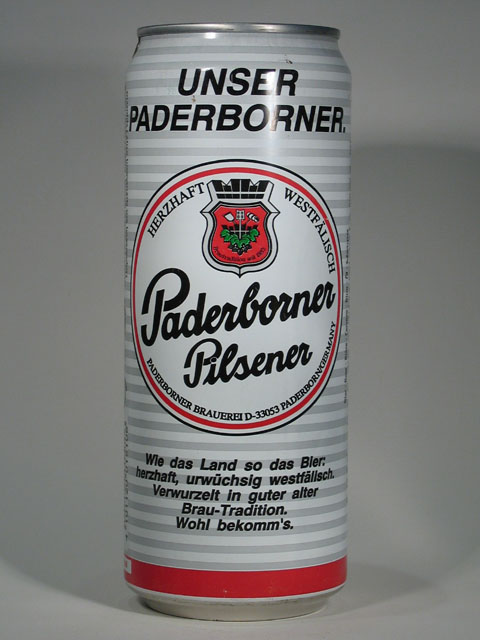 UNSER
PADERBORNER.
HERZHAFT WESTFÄLISCH
Paderborner
Pilsener
PADERBORNER BRAUEREI D-33053 PADERBORN/GERMANY
Wie das Land so das Bier:
herzhaft, urwüchsig westfälisch.
Verwurzelt in guter alter
Brau-Tradition.
Wohl bekomm's.